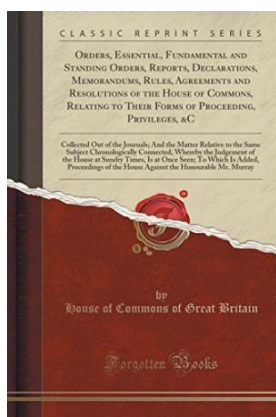 CLASSIC REPRINT SERIES
Orders, Essential, Fundamental and
Standing Orders, Reports, Declarations,
Memorandums, Rules, Agreements and
Resolutions of the House of Commons,
Relating to Their Forms of Proceeding,
Privileges, &C
Collected Out of the Journals; And the Matter Relative to the Same
Subject Chronologically Connected, Whereby the Judgement of
the House at Sundry Times, Is at Once Seen; To Which Is Added,
Proceedings of the House Against the Honourable Mr. Murray
by
House of Commons of Great Britain
Forgotten Books